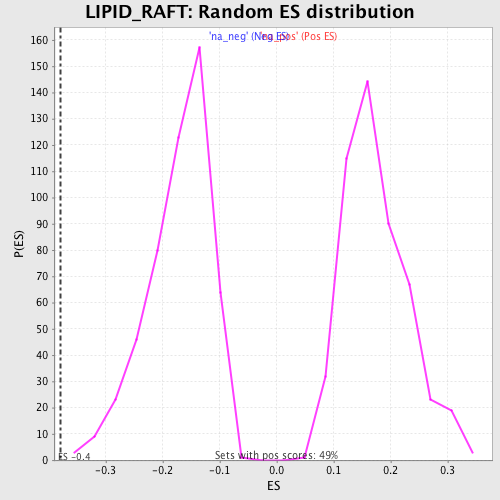 LIPID_RAFT: Random ES distribution
'na_neg' (Neg ES) 'na_pos' (Pos ES)
160
150
140
130
120
110
100
90
80
70
60
50
40
30
20
10
0
P(ES)
ES -0.4
Sets with pos scores: 49%
-0.3 -0.2 -0.1 0.0 0.1 0.2 0.3
ES